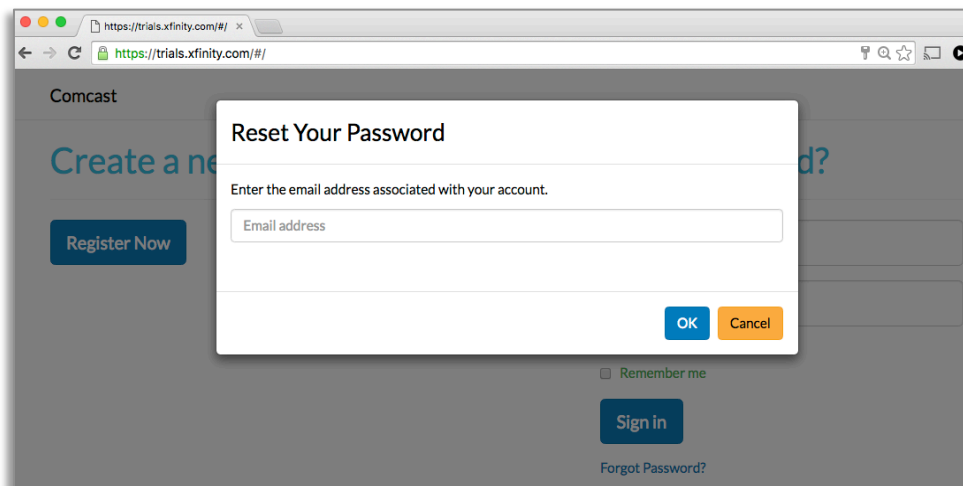 https://trials.xfinity.com/#/
https://trials.xfinity.com/#/
Comcast
Reset Your Password
Create a ne
d?
Enter the email address associated with your account.
Email address
Register Now
OK
Cancel
Remember me
Sign in
Forgot Password?